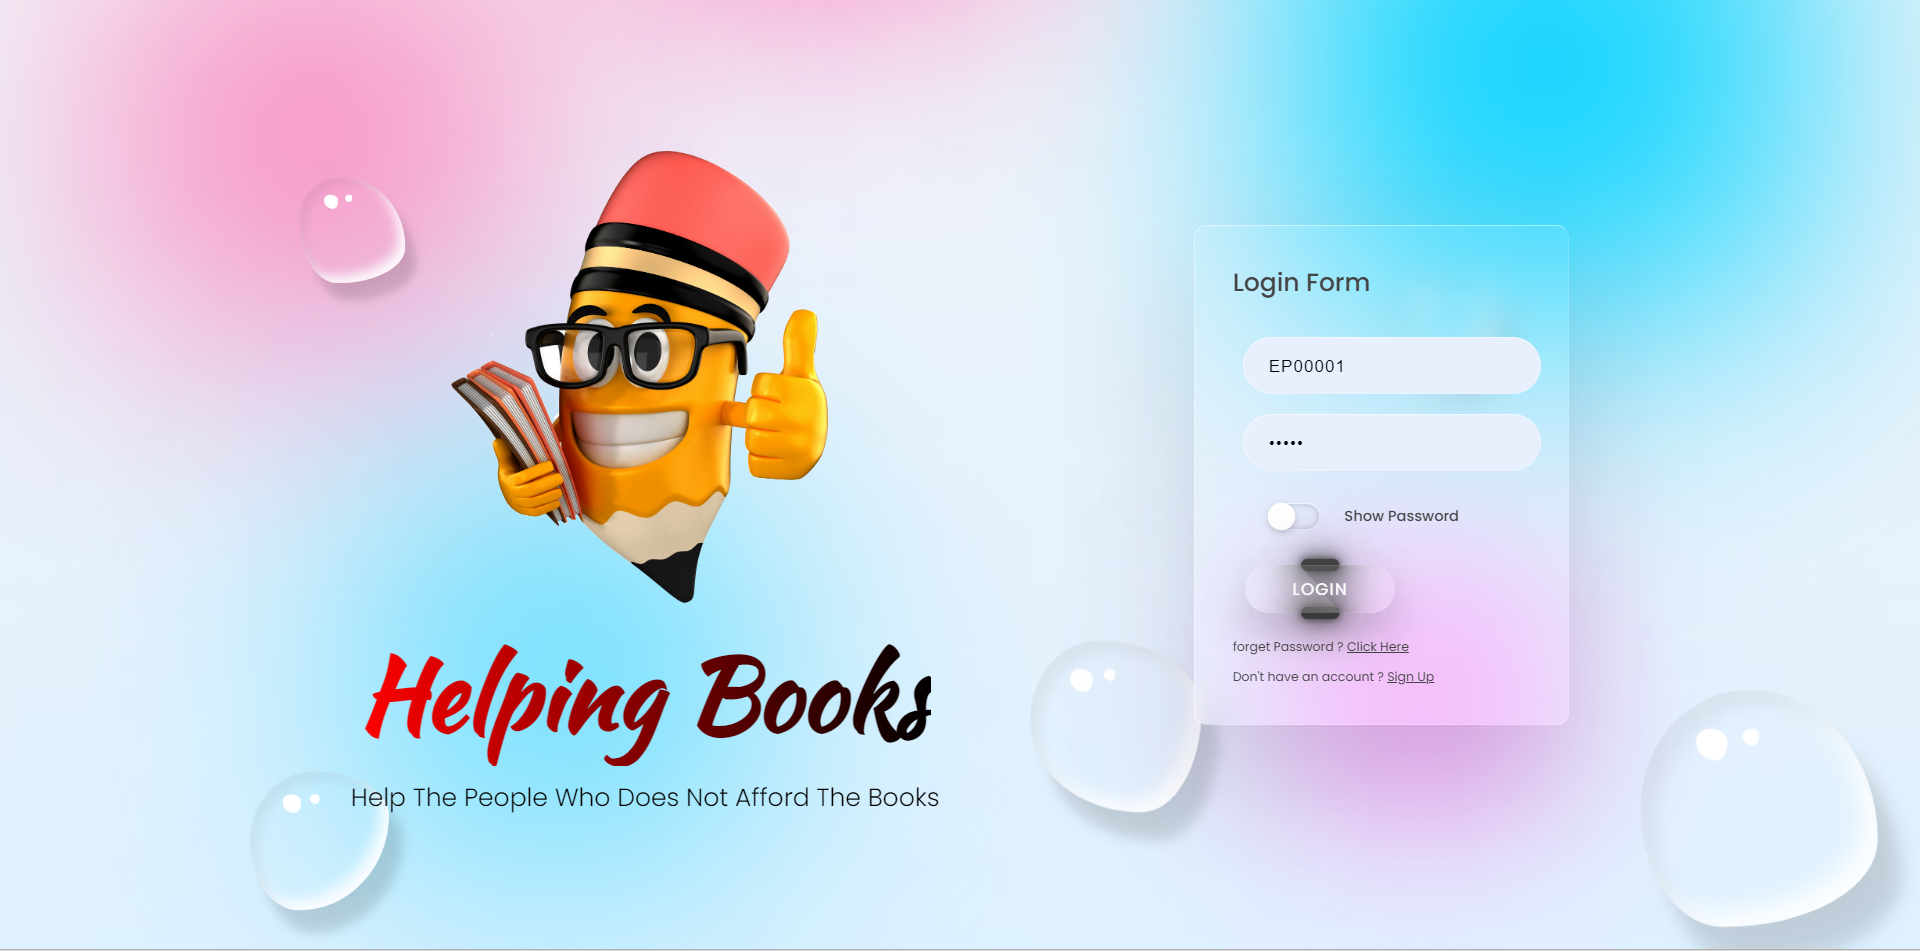 Helping Books
Help The People Who Does Not Afford The Books
Login Form
EP00001
•••••
Show Password
LOGIN
forget Password ? Click Here
Don't have an account ? Sign Up